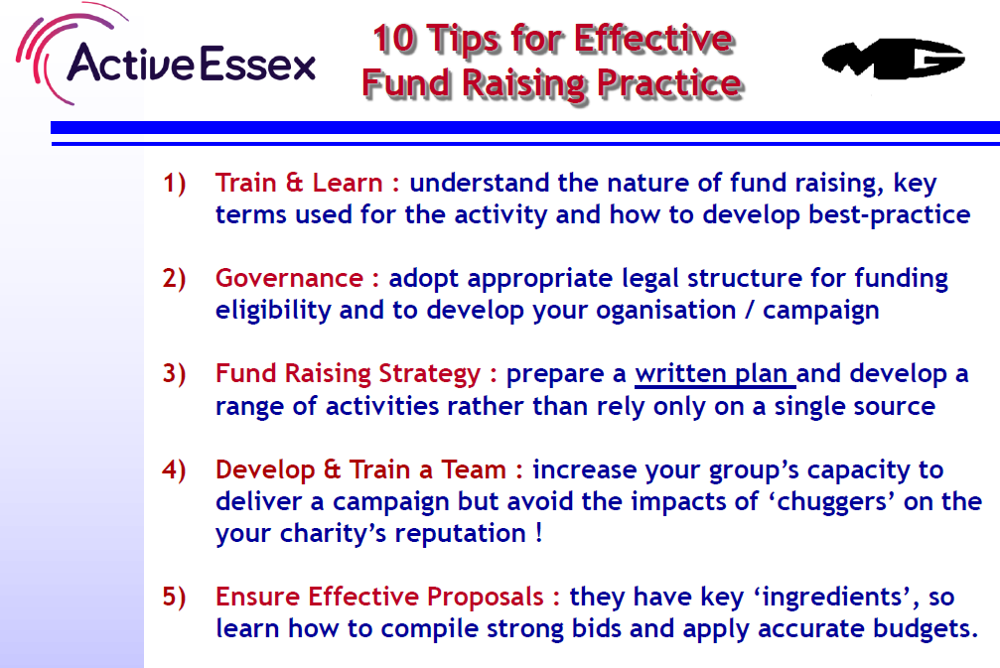 ActiveEssex
10 Tips for Effective
Fund Raising Practice
MG
1) Train & Learn : understand the nature of fund raising, key
terms used for the activity and how to develop best-practice
2) Governance : adopt appropriate legal structure for funding
eligibility and to develop your oganisation / campaign
3) Fund Raising Strategy : prepare a written plan and develop a
range of activities rather than rely only on a single source
4) Develop & Train a Team : increase your group’s capacity to
deliver a campaign but avoid the impacts of ‘chuggers’ on the
your charity’s reputation !
5) Ensure Effective Proposals : they have key ‘ingredients’, so
learn how to compile strong bids and apply accurate budgets.